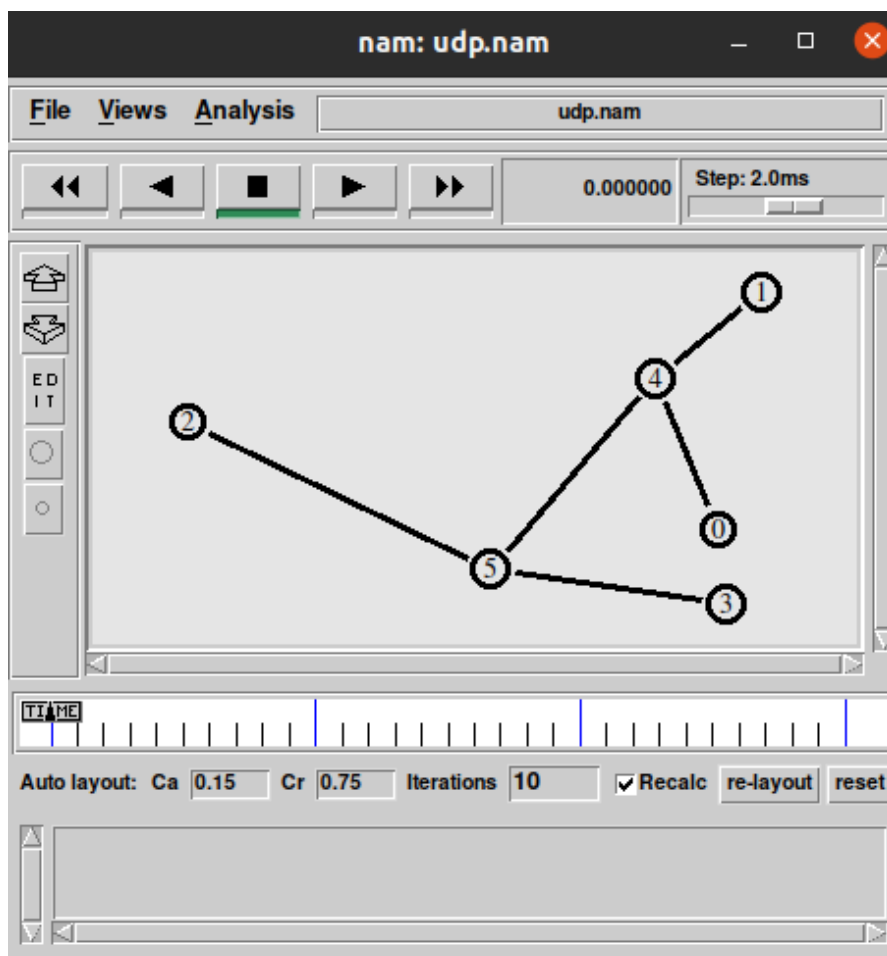 nam: udp.nam
File Views Analysis udp.nam
0.000000 Step: 2.0ms
1
4
ED
IT
2
0
5
3
TIME
Auto layout: Ca 0.15 Cr 0.75 Iterations 10 Recalc re-layout reset